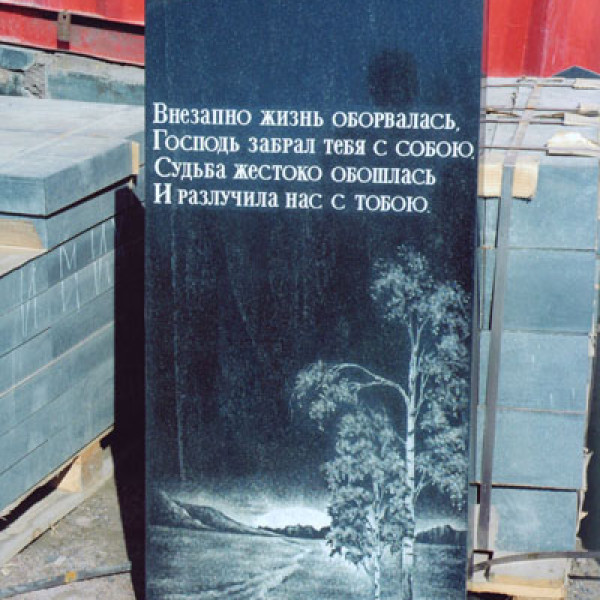 Внезапно жизнь оборвалась,
Господь забрал тебя с собою,
Судьба жестоко обошлась
И разлучила нас с тобою.